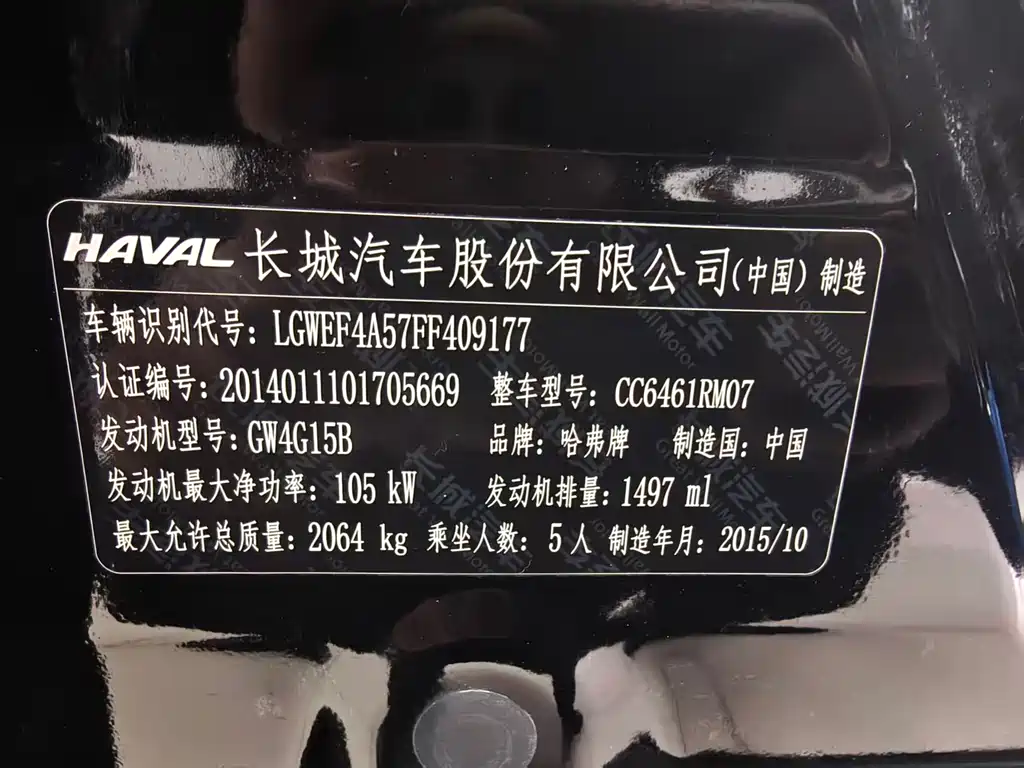 HAVAL 长城汽车股份有限公司(中国)制造
车辆识别代号：LGWEF4A57FF409177
认证编号：2014011101705669 整车型号：CC6461RM07
发动机型号：GW4G15B 品牌：哈弗牌 制造国：中国
发动机最大净功率：105 kW 发动机排量：1497 ml
最大允许总质量：2064 kg 乘坐人数：5人 制造年月：2015/10